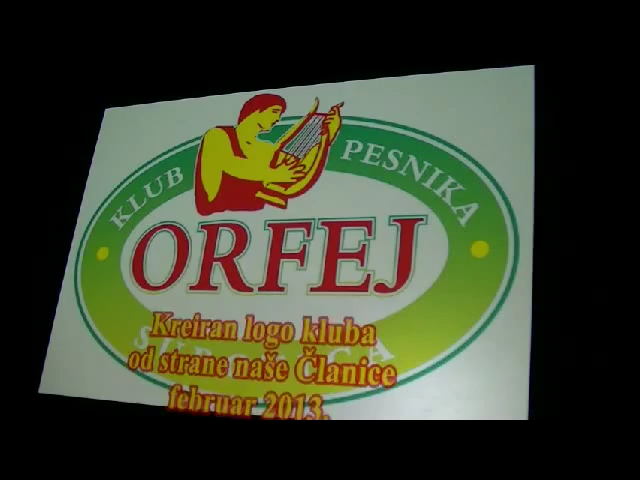 KLUB PESNIKA
ORFEJ
Kreiran logo kluba
od strane naše Članice
februar 2013.